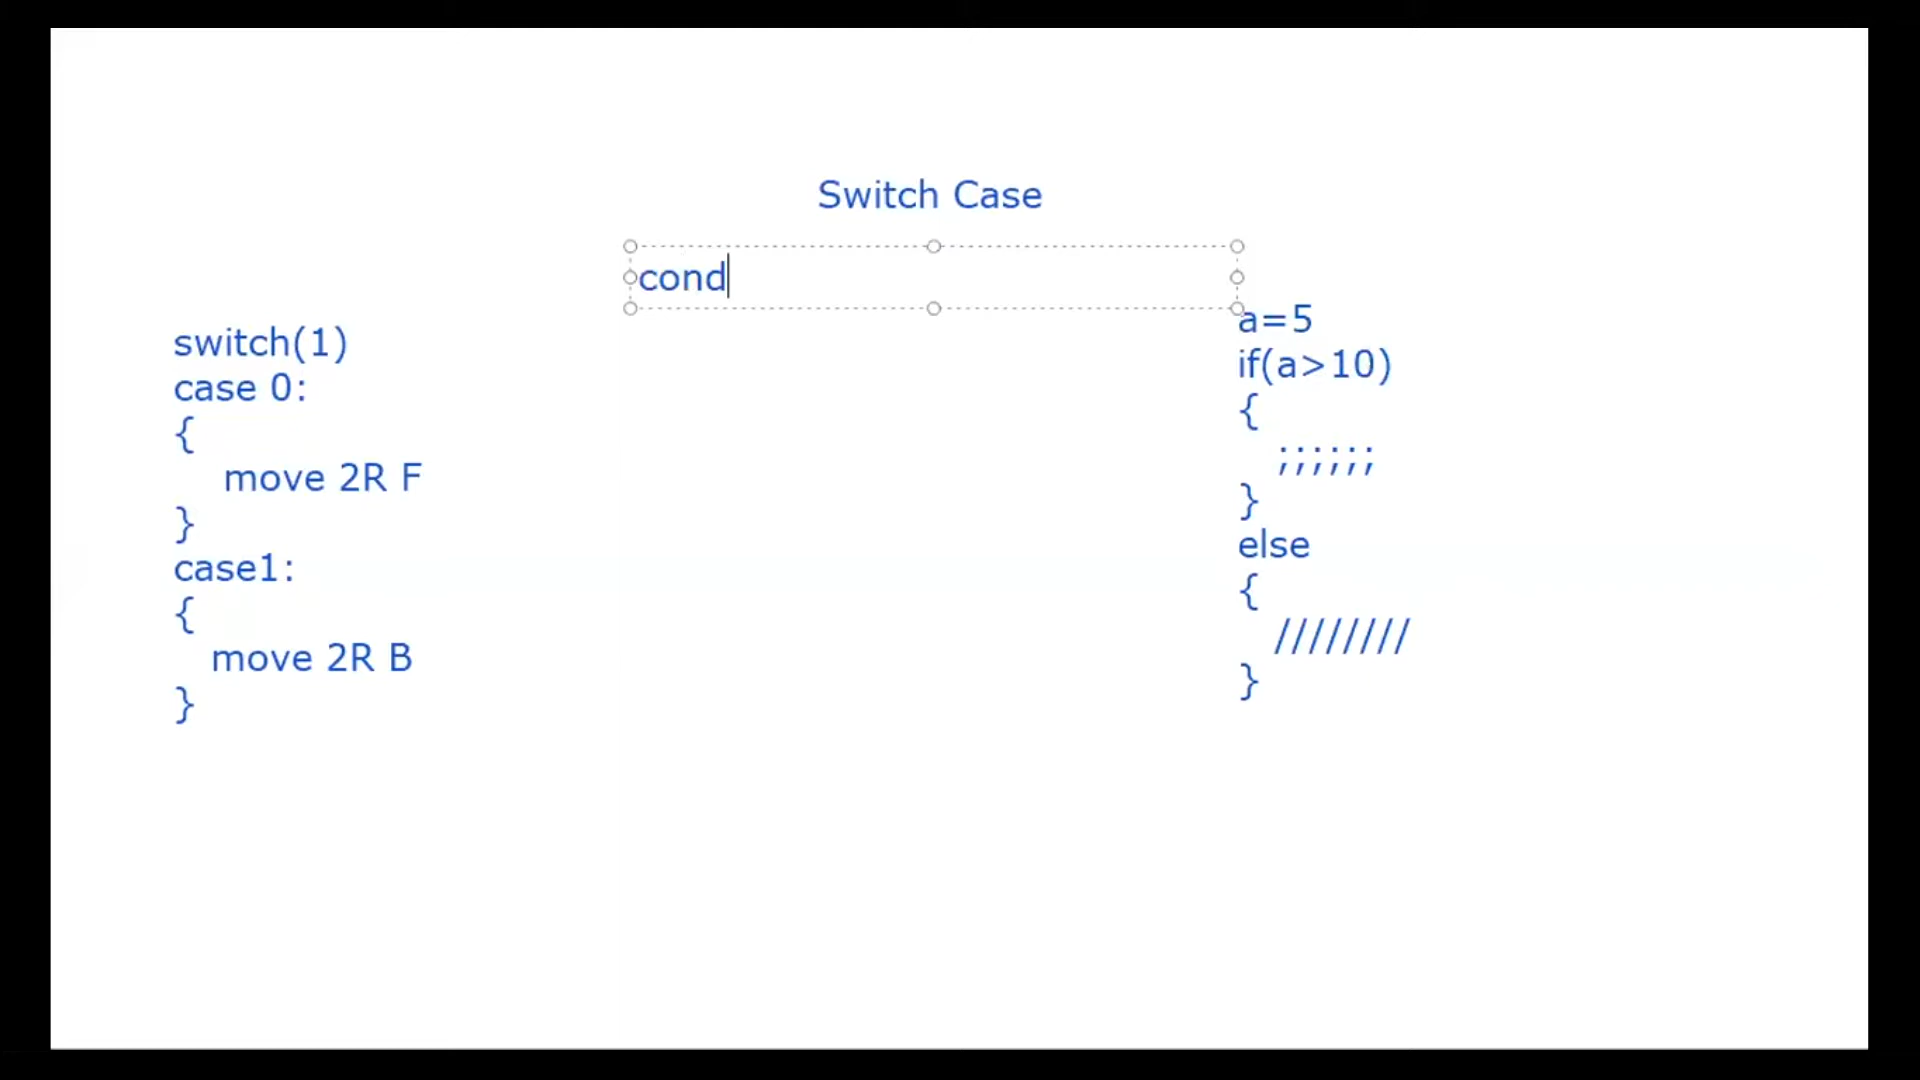 Switch Case
cond
switch(1)
case 0:
{
move 2R F
}
case1:
{
move 2R B
}
a=5
if(a>10)
{
;;;;;;
}
else
{
////////
}